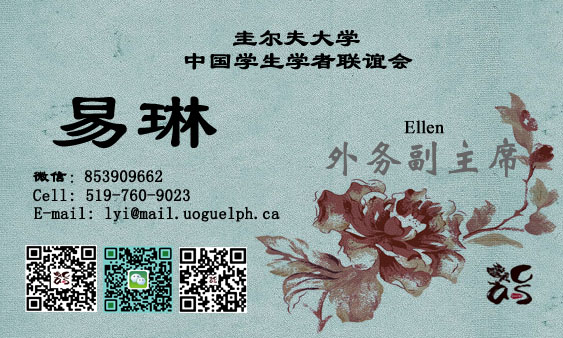 圭尔夫大学
中国学生学者联谊会
易琳
Ellen
外务副主席
微信: 853909662
Cell: 519-760-9023
E-mail: lyi@mail.uoguelph.ca